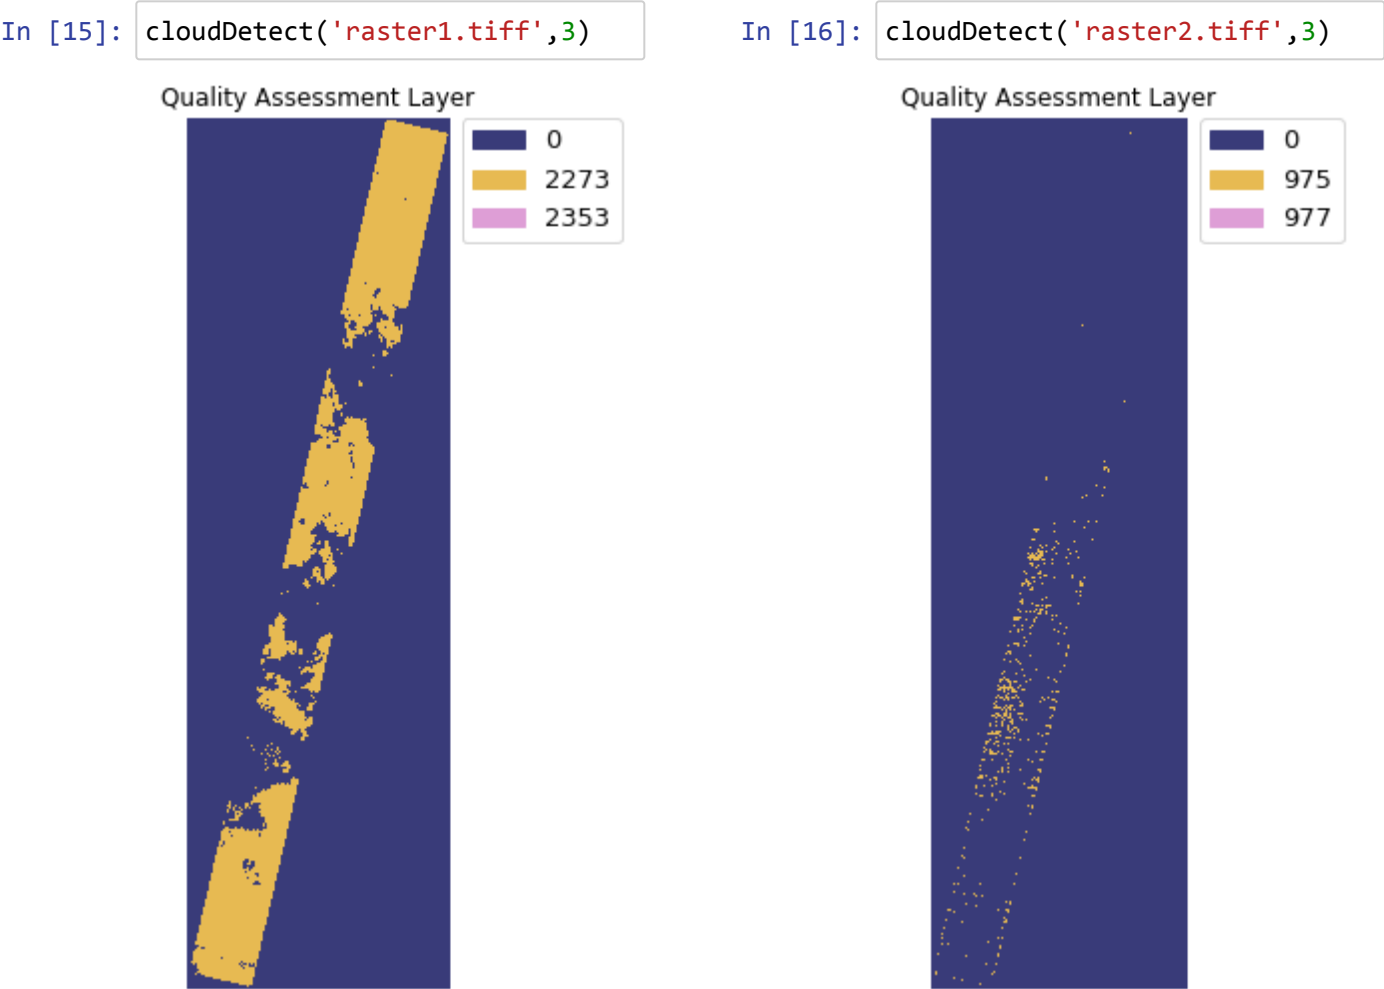 In [15]: cloudDetect('raster1.tiff',3)
Quality Assessment Layer
0
2273
2353
In [16]: cloudDetect('raster2.tiff',3)
Quality Assessment Layer
0
975
977